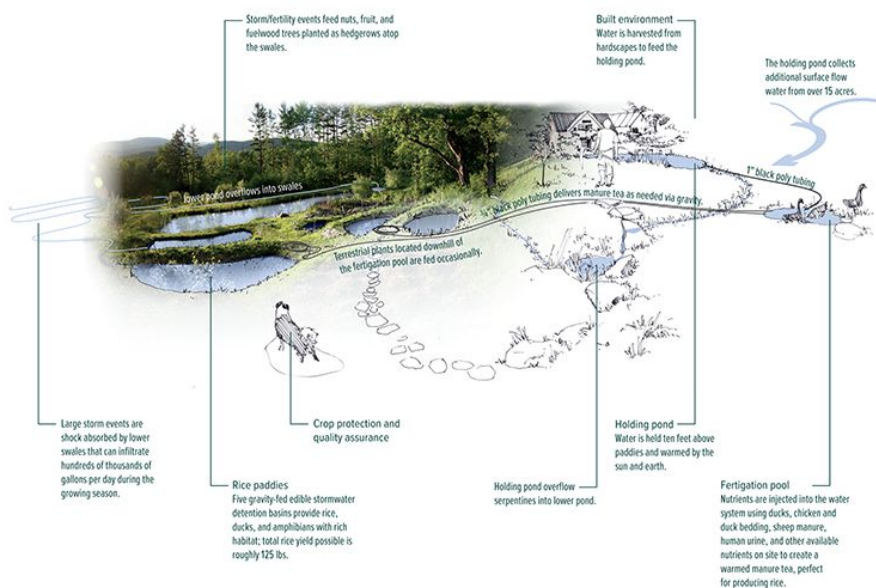 Storm/fertility events feed nuts, fruit, and
fuelwood trees planted as hedgerows atop
the swales.
Built environment
Water is harvested from
hardscapes to feed the
holding pond.
The holding pond collects
additional surface flow
water from over 15 acres.
lower pond overflows into swales
1" black poly tubing
black poly tubing delivers manure tea as needed via gravity.
Terrestrial plants located downhill of
the fertigation pool are fed occasionally.
Large storm events are
shock absorbed by lower
swales that can infiltrate
hundreds of thousands of
gallons per day during the
growing season.
Crop protection and
quality assurance
Rice paddies
Five gravity-fed edible stormwater
detention basins provide rice,
ducks, and amphibians with rich
habitat; total rice yield possible is
roughly 125 lbs.
Holding pond overflow
serpentines into lower pond.
Holding pond
Water is held ten feet above
paddies and warmed by the
sun and earth.
Fertigation pool
Nutrients are injected into the water
system using ducks, chicken and
duck bedding, sheep manure,
human urine, and other available
nutrients on site to create a
warmed manure tea, perfect
for producing rice.